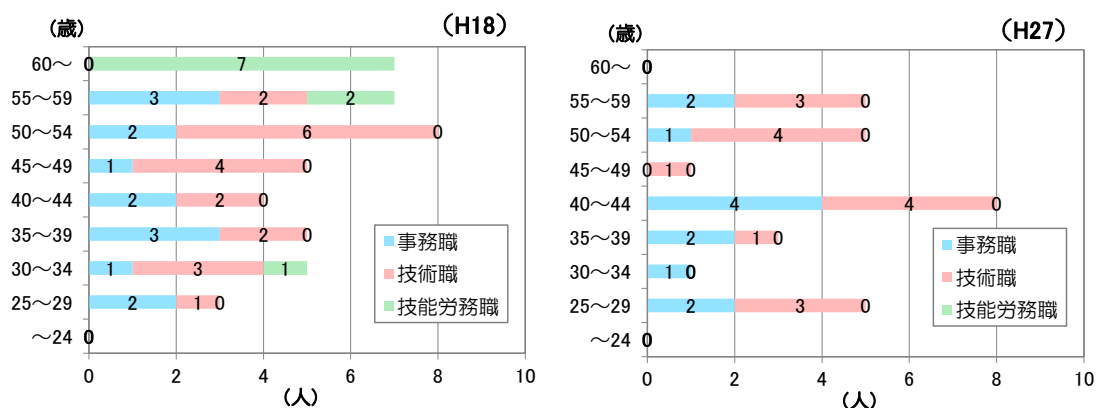 (歳)
(H18)
60～ 0 7
55～59 3 2 2
50～54 2 6 0
45～49 1 4 0
40～44 2 2 0
35～39 3 2 0
30～34 1 3 1
25～29 2 1 0
～24 0
0 2 4 6 8 10
(人)
事務職
技術職
技能労務職
(歳)
(H27)
60～ 0
55～59 2 3 0
50～54 1 4 0
45～49 0 1 0
40～44 4 4 0
35～39 2 1 0
30～34 1 0
25～29 2 3 0
～24 0
0 2 4 6 8 10
(人)
事務職
技術職
技能労務職